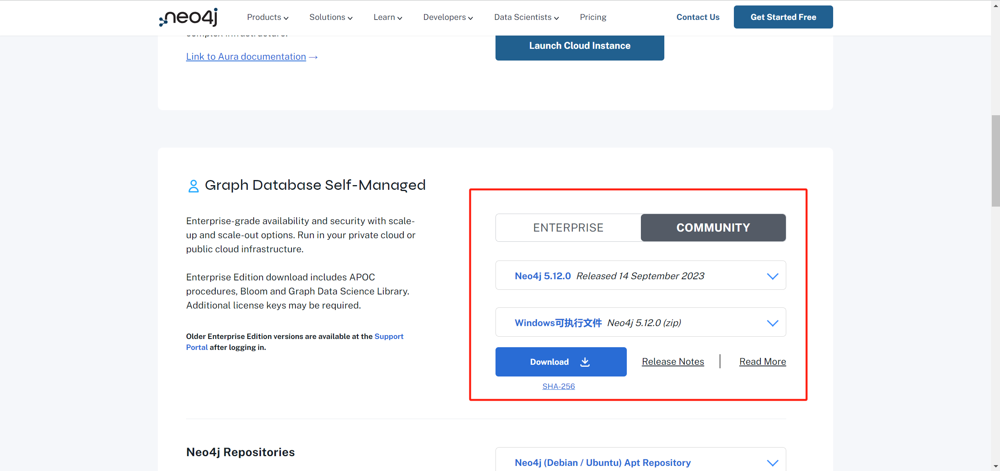 neo4j
Products
Solutions
Learn
Developers
Data Scientists
Pricing
Contact Us
Get Started Free
complex infrastructure.
Link to Aura documentation →
Launch Cloud Instance
Graph Database Self-Managed
Enterprise-grade availability and security with scale-
up and scale-out options. Run in your private cloud or
public cloud infrastructure.
Enterprise Edition download includes APOC
procedures, Bloom and Graph Data Science Library.
Additional license keys may be required.
Older Enterprise Edition versions are available at the Support
Portal after logging in.
ENTERPRISE
COMMUNITY
Neo4j 5.12.0 Released 14 September 2023
Windows可执行文件 Neo4j 5.12.0 (zip)
Download
Release Notes
Read More
SHA-256
Neo4j Repositories
Neo4j (Debian / Ubuntu) Apt Repository